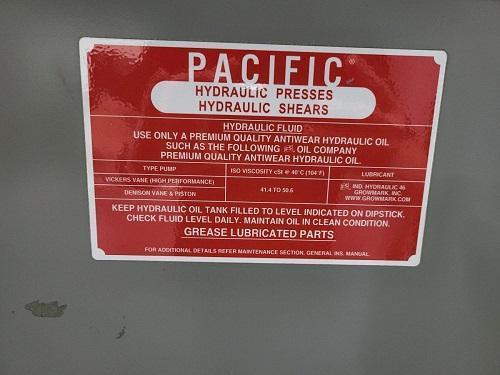 PACIFIC®
HYDRAULIC PRESSES
HYDRAULIC SHEARS
HYDRAULIC FLUID
USE ONLY A PREMIUM QUALITY ANTIWEAR HYDRAULIC OIL
SUCH AS THE FOLLOWING OIL COMPANY
PREMIUM QUALITY ANTIWEAR HYDRAULIC OIL.
TYPE PUMP ISO VISCOSITY cSt @ 40°C (104°F) LUBRICANT
VICKERS VANE (HIGH PERFORMANCE)
DENISON VANE & PISTON
41.4 TO 50.6
IND. HYDRAULIC 46
GROWMARK, INC.
WWW.GROWMARK.COM
KEEP HYDRAULIC OIL TANK FILLED TO LEVEL INDICATED ON DIPSTICK.
CHECK FLUID LEVEL DAILY. MAINTAIN OIL IN CLEAN CONDITION.
GREASE LUBRICATED PARTS
FOR ADDITIONAL DETAILS REFER MAINTENANCE SECTION, GENERAL INS. MANUAL.